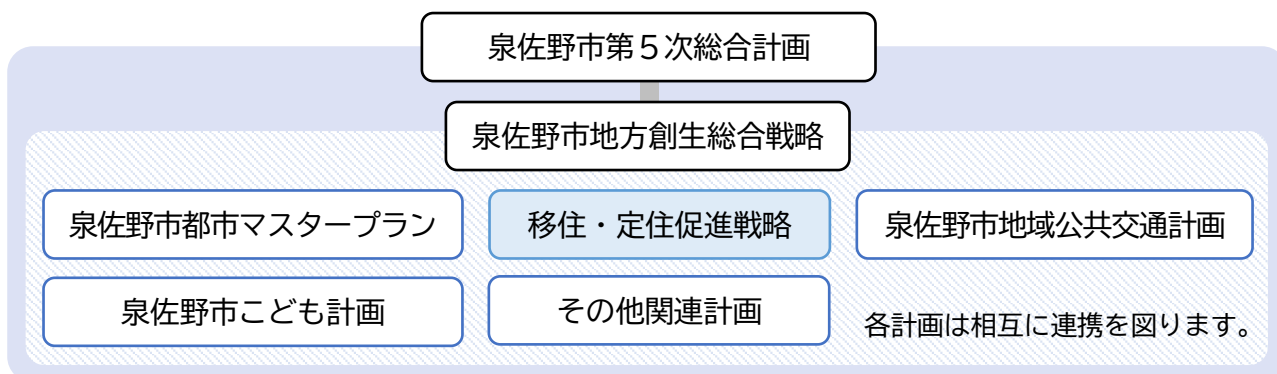 泉佐野市第５次総合計画
泉佐野市地方創生総合戦略
泉佐野市都市マスタープラン
移住・定住促進戦略
泉佐野市地域公共交通計画
泉佐野市こども計画
その他関連計画
各計画は相互に連携を図ります。